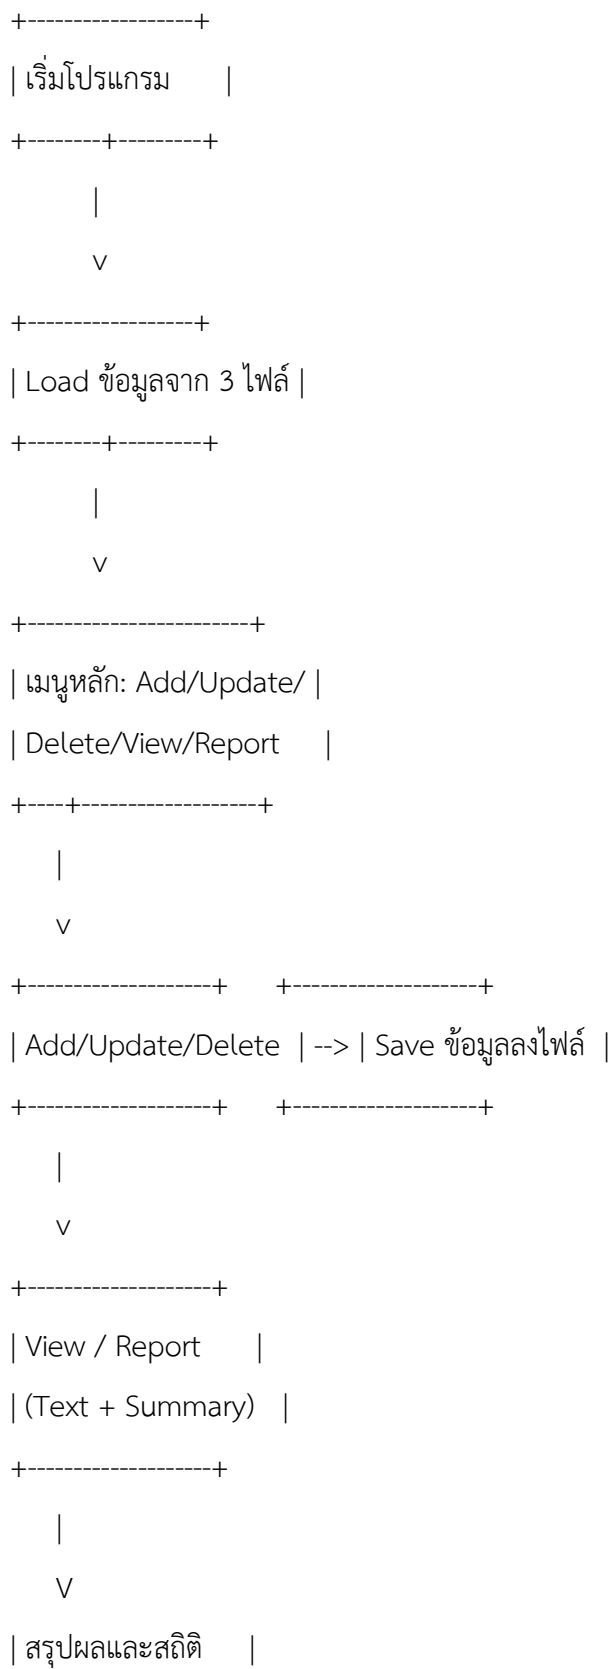 +------------------+
| เริ่มโปรแกรม      |
+--------+---------+
         |
         v
+------------------+
| Load ข้อมูลจาก 3 ไฟล์ |
+--------+---------+
         |
         v
+------------------------+
| เมนูหลัก: Add/Update/ |
| Delete/View/Report     |
+----+-------------------+
     |
     v
+--------------------+     +--------------------+
| Add/Update/Delete  | --> | Save ข้อมูลลงไฟล์  |
+--------------------+     +--------------------+
     |
     v
+--------------------+
| View / Report      |
| (Text + Summary)   |
+--------------------+
     |
     V
| สรุปผลและสถิติ     |